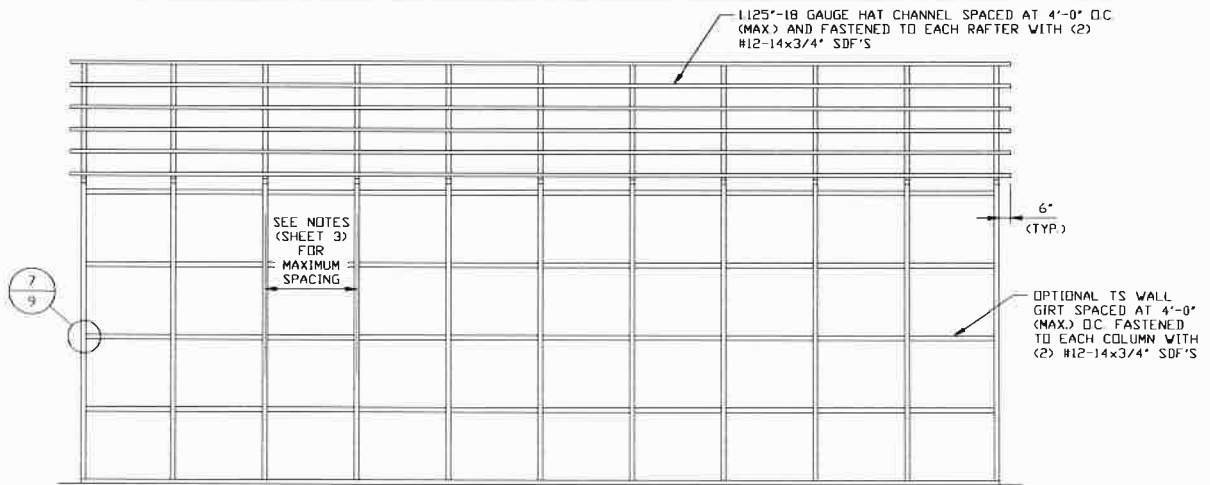 1.125"-18 GAUGE HAT CHANNEL SPACED AT 4'-0" O.C.
(MAX.) AND FASTENED TO EACH RAFTER WITH (2)
#12-14x3/4" SDF'S
6"
(TYP.)
SEE NOTES
(SHEET 3)
FOR
MAXIMUM
SPACING
7
9
OPTIONAL TS WALL
GIRT SPACED AT 4'-0"
(MAX.) O.C. FASTENED
TO EACH COLUMN WITH
(2) #12-14x3/4" SDF'S